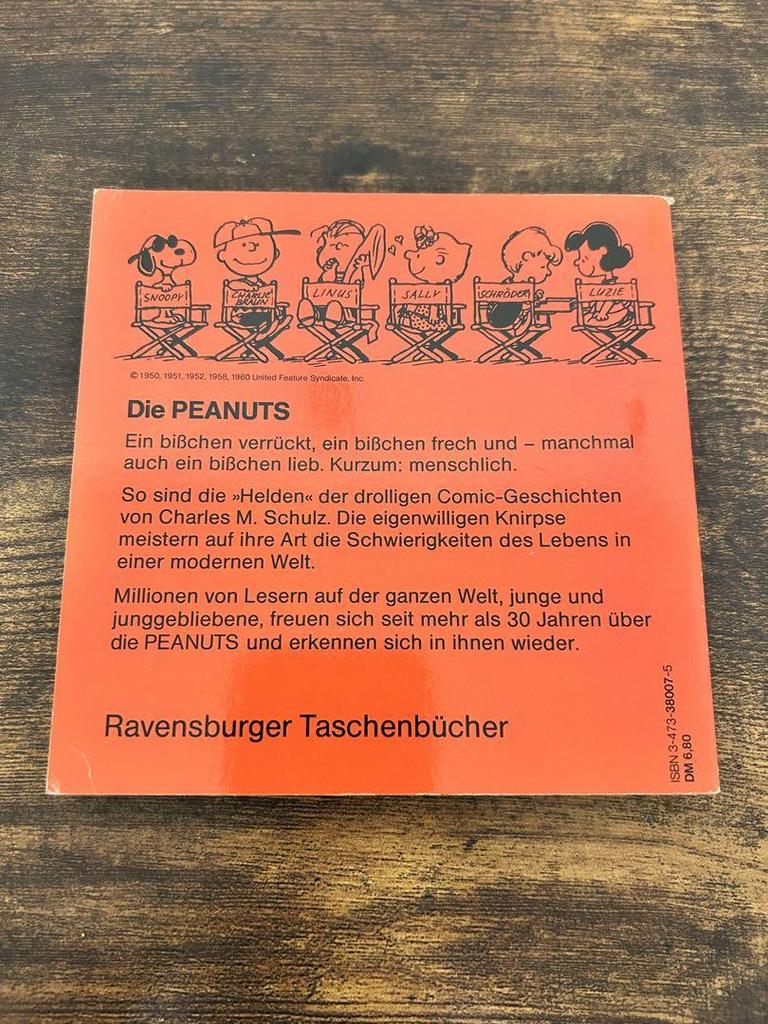 SNOOPY
CHARLIE
BRAUN
LINUS
SALLY
SCHRÖDER
LUZIE
© 1950, 1951, 1952, 1958, 1960 United Feature Syndicate, Inc.
Die PEANUTS
Ein bißchen verrückt, ein bißchen frech und – manchmal
auch ein bißchen lieb. Kurzum: menschlich.
So sind die »Helden« der drolligen Comic-Geschichten
von Charles M. Schulz. Die eigenwilligen Knirpse
meistern auf ihre Art die Schwierigkeiten des Lebens in
einer modernen Welt.
Millionen von Lesern auf der ganzen Welt, junge und
junggebliebene, freuen sich seit mehr als 30 Jahren über
die PEANUTS und erkennen sich in ihnen wieder.
Ravensburger Taschenbücher
ISBN 3-473-38007-5
DM 6.80